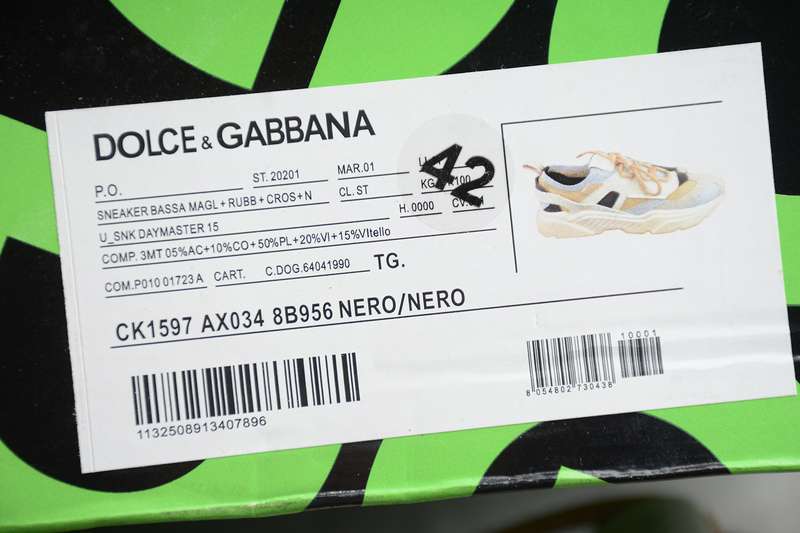 DOLCE & GABBANA
P.O. ST. 20201 MAR.01
SNEAKER BASSA MAGL+RUBB+CROS+N CL.ST
U_SNK DAYMASTER 15 H. 0000
COMP. 3MT 05%AC+10%CO+50%PL+20%VI+15%VItello
COM.P010 01723 A CART. C.DOG.64041990 TG.
42
CK1597 AX034 8B956 NERO/NERO
1132508913407896
10001
8 054802 730438